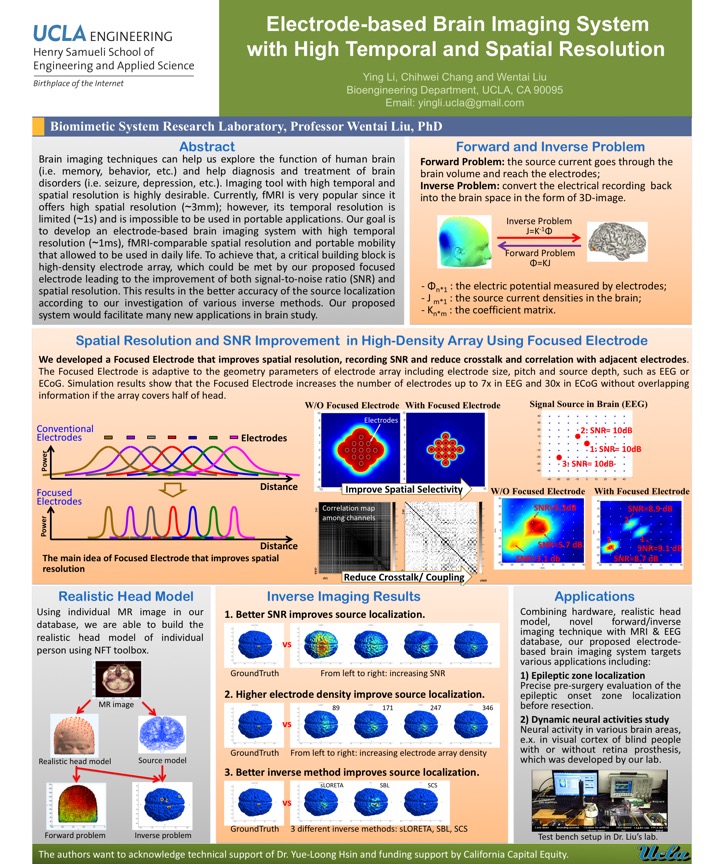 UCLA ENGINEERING
Henry Samueli School of
Engineering and Applied Science
Birthplace of the Internet
Electrode-based Brain Imaging System
with High Temporal and Spatial Resolution
Ying Li, Chihwei Chang and Wentai Liu
Bioengineering Department, UCLA, CA 90095
Email: yingli.ucla@gmail.com
Biomimetic System Research Laboratory, Professor Wentai Liu, PhD
Abstract
Brain imaging techniques can help us explore the function of human brain
(i.e. memory, behavior, etc.) and help diagnosis and treatment of brain
disorders (i.e. seizure, depression, etc.). Imaging tool with high temporal and
spatial resolution is highly desirable. Currently, fMRI is very popular since it
offers high spatial resolution (~3mm); however, its temporal resolution is
limited (~1s) and is impossible to be used in portable applications. Our goal is
to develop an electrode-based brain imaging system with high temporal
resolution (~1ms), fMRI-comparable spatial resolution and portable mobility
that allowed to be used in daily life. To achieve that, a critical building block is
high-density electrode array, which could be met by our proposed focused
electrode leading to the improvement of both signal-to-noise ratio (SNR) and
spatial resolution. This results in the better accuracy of the source localization
according to our investigation of various inverse methods. Our proposed
system would facilitate many new applications in brain study.
Forward and Inverse Problem
Forward Problem: the source current goes through the
brain volume and reach the electrodes;
Inverse Problem: convert the electrical recording back
into the brain space in the form of 3D-image.
Inverse Problem
J=K⁻¹Φ
Forward Problem
Φ=KJ
- Φn*1 : the electric potential measured by electrodes;
- J m*1 : the source current densities in the brain;
- Kn*m : the coefficient matrix.
Spatial Resolution and SNR Improvement in High-Density Array Using Focused Electrode
We developed a Focused Electrode that improves spatial resolution, recording SNR and reduce crosstalk and correlation with adjacent electrodes.
The Focused Electrode is adaptive to the geometry parameters of electrode array including electrode size, pitch and source depth, such as EEG or
ECoG. Simulation results show that the Focused Electrode increases the number of electrodes up to 7x in EEG and 30x in ECoG without overlapping
information if the array covers half of head.
Conventional
Electrodes
Electrodes
Power
Distance
Focused
Electrodes
Power
Distance
The main idea of Focused Electrode that improves spatial
resolution
W/O Focused Electrode With Focused Electrode
Electrodes
Improve Spatial Selectivity
Correlation map
among channels
Reduce Crosstalk/ Coupling
Signal Source in Brain (EEG)
2: SNR= 10dB
1: SNR= 10dB
3: SNR= 10dB
W/O Focused Electrode With Focused Electrode
Realistic Head Model
Using individual MR image in our
database, we are able to build the
realistic head model of individual
person using NFT toolbox.
MR image
Realistic head model
Source model
Forward problem
Inverse problem
Inverse Imaging Results
1. Better SNR improves source localization.
vs
GroundTruth
From left to right: increasing SNR
2. Higher electrode density improve source localization.
89 171 247 346
vs
GroundTruth
From left to right: increasing electrode array density
3. Better inverse method improves source localization.
sLORETA SBL SCS
vs
GroundTruth
3 different inverse methods: sLORETA, SBL, SCS
Applications
Combining hardware, realistic head
model, novel forward/inverse
imaging technique with MRI & EEG
database, our proposed electrode-
based brain imaging system targets
various applications including:
1) Epileptic zone localization
Precise pre-surgery evaluation of the
epileptic onset zone localization
before resection.
2) Dynamic neural activities study
Neural activity in various brain areas,
e.x. in visual cortex of blind people
with or without retina prosthesis,
which was developed by our lab.
Test bench setup in Dr. Liu's lab.
The authors want to acknowledge technical support of Dr. Yue-Loong Hsin and funding support by California Capital Equity.
Ucla